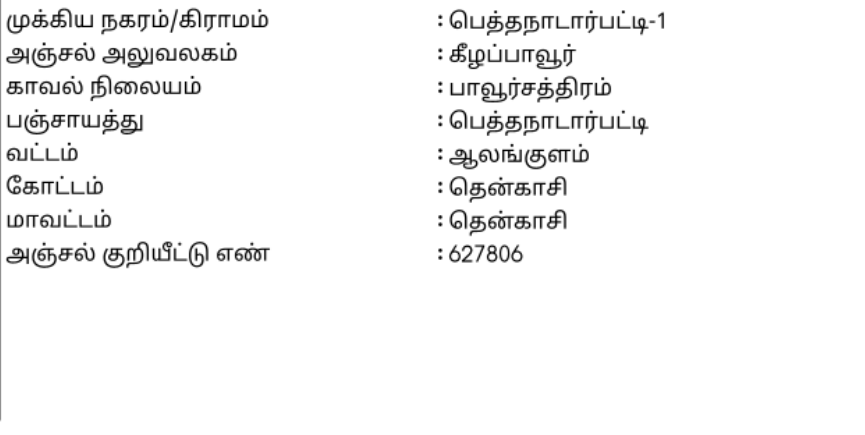 முக்கிய நகரம்/கிராமம் : பெத்தநாடார்பட்டி-1
அஞ்சல் அலுவலகம் : கீழப்பாவூர்
காவல் நிலையம் : பாவூர்சத்திரம்
பஞ்சாயத்து : பெத்தநாடார்பட்டி
வட்டம் : ஆலங்குளம்
கோட்டம் : தென்காசி
மாவட்டம் : தென்காசி
அஞ்சல் குறியீட்டு எண் : 627806